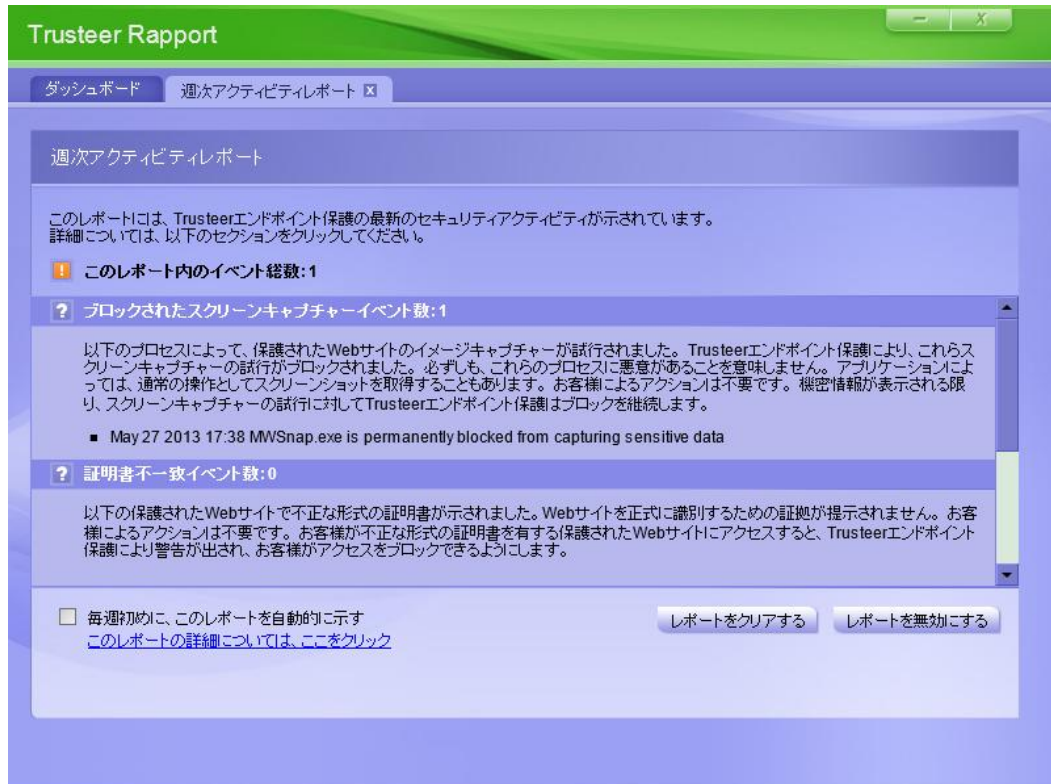 Trusteer Rapport
ダッシュボード
週次アクティビティレポート
週次アクティビティレポート
このレポートには、Trusteerエンドポイント保護の最新のセキュリティアクティビティが示されています。
詳細については、以下のセクションをクリックしてください。
このレポート内のイベント総数:1
ブロックされたスクリーンキャプチャーイベント数:1
以下のプロセスによって、保護されたWebサイトのイメージキャプチャーが試行されました。Trusteerエンドポイント保護により、これらス
クリーンキャプチャーの試行がブロックされました。必ずしも、これらのプロセスに悪意があることを意味しません。アプリケーションによ
っては、通常の操作としてスクリーンショットを取得することもあります。お客様によるアクションは不要です。機密情報が表示される限
り、スクリーンキャプチャーの試行に対してTrusteerエンドポイント保護はブロックを継続します。
■ May 27 2013 17:38 MWSnap.exe is permanently blocked from capturing sensitive data
証明書不一致イベント数:0
以下の保護されたWebサイトで不正な形式の証明書が示されました。Webサイトを正式に識別するための証拠が提示されません。お客
様によるアクションは不要です。お客様が不正な形式の証明書を有する保護されたWebサイトにアクセスすると、Trusteerエンドポイント
保護により警告が出され、お客様がアクセスをブロックできるようにします。
毎週初めに、このレポートを自動的に示す
レポートをクリアする
レポートを無効にする
このレポートの詳細については、ここをクリック